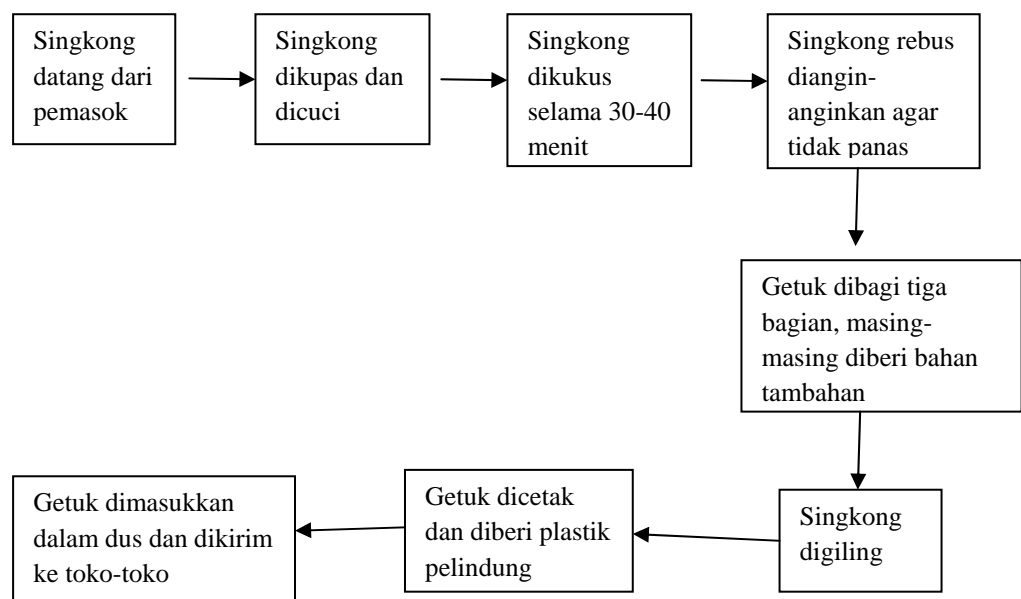 Singkong
datang dari
pemasok
Singkong
dikupas dan
dicuci
Singkong
dikukus
selama 30-40
menit
Singkong rebus
diangin-
anginkan agar
tidak panas
Getuk dibagi tiga
bagian, masing-
masing diberi bahan
tambahan
Singkong
digiling
Getuk dicetak
dan diberi plastik
pelindung
Getuk dimasukkan
dalam dus dan dikirim
ke toko-toko